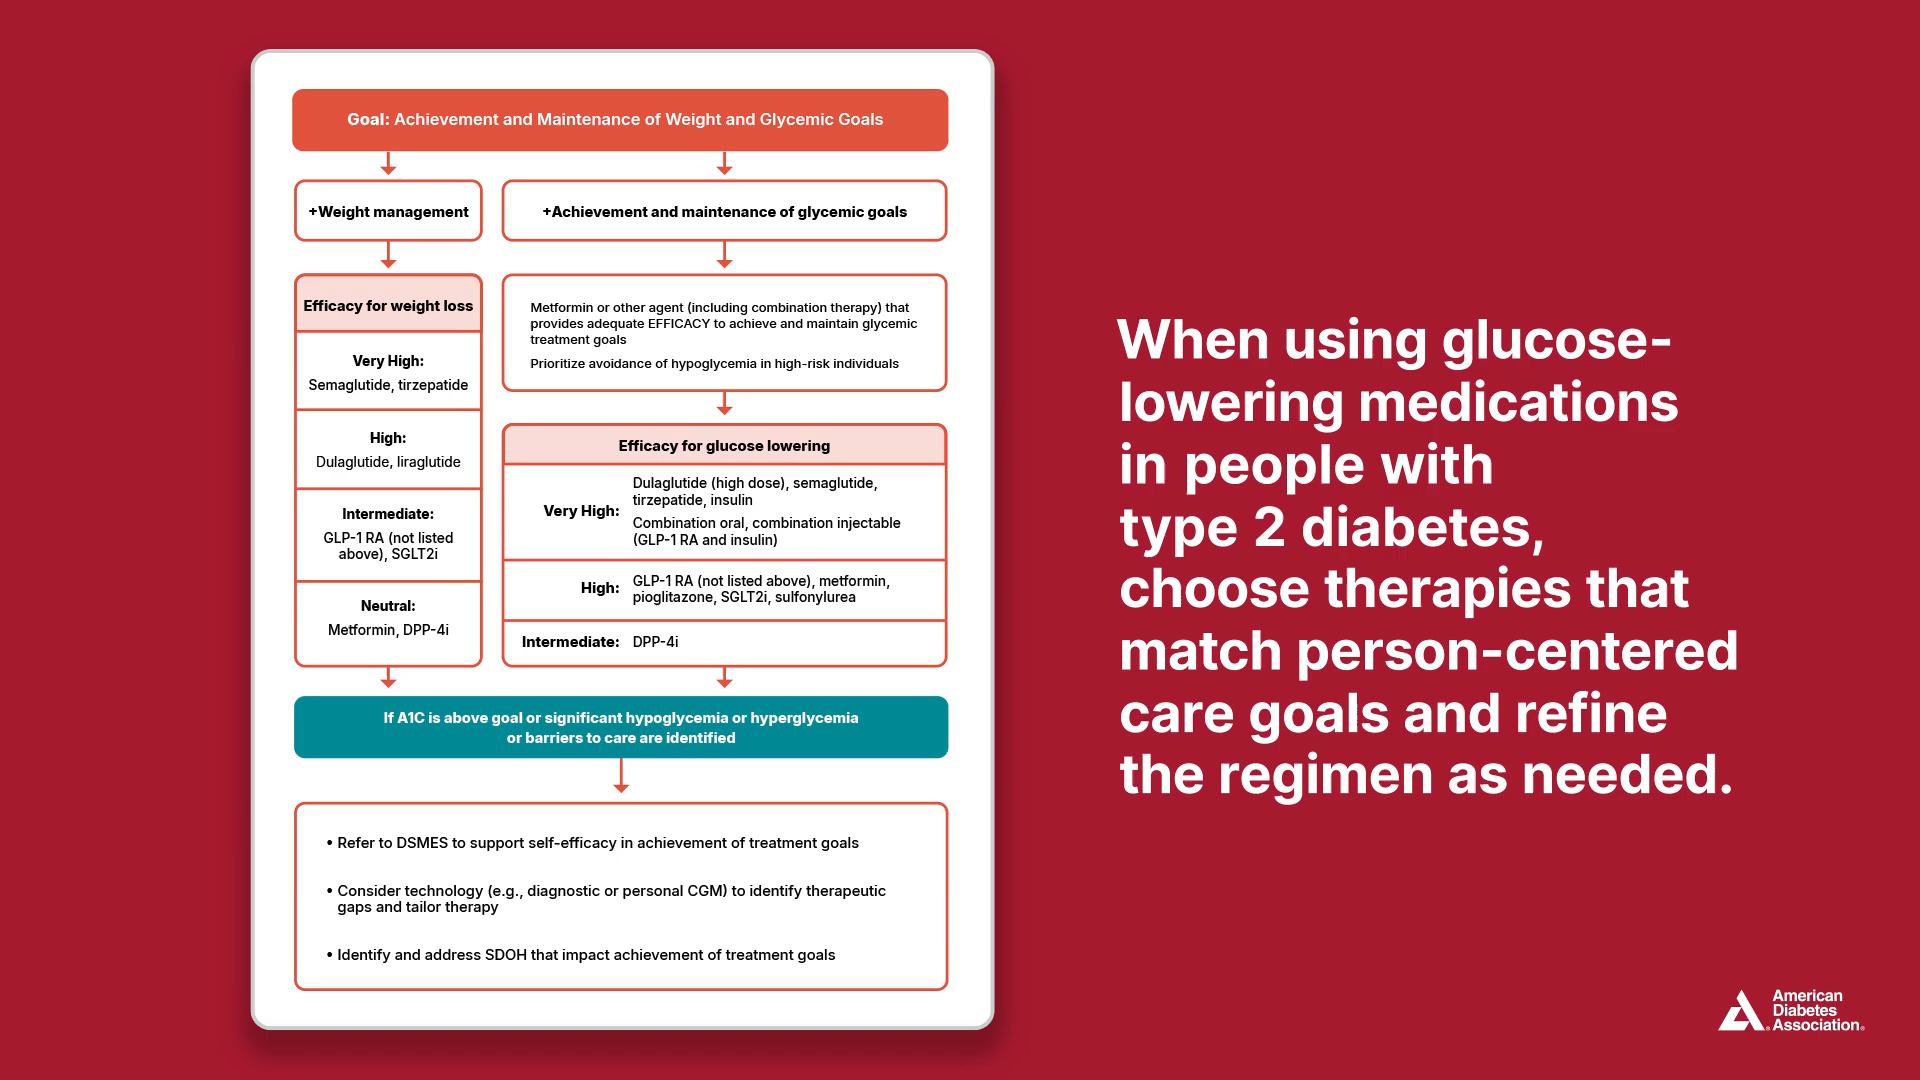 Goal: Achievement and Maintenance of Weight and Glycemic Goals
+Weight management
Efficacy for weight loss
Very High:
Semaglutide, tirzepatide
High:
Dulaglutide, liraglutide
Intermediate:
GLP-1 RA (not listed
above), SGLT2i
Neutral:
Metformin, DPP-4i
+Achievement and maintenance of glycemic goals
Metformin or other agent (including combination therapy) that
provides adequate EFFICACY to achieve and maintain glycemic
treatment goals
Prioritize avoidance of hypoglycemia in high-risk individuals
Efficacy for glucose lowering
Very High:
Dulaglutide (high dose), semaglutide,
tirzepatide, insulin
Combination oral, combination injectable
(GLP-1 RA and insulin)
High:
GLP-1 RA (not listed above), metformin,
pioglitazone, SGLT2i, sulfonylurea
Intermediate: DPP-4i
If A1C is above goal or significant hypoglycemia or hyperglycemia
or barriers to care are identified
• Refer to DSMES to support self-efficacy in achievement of treatment goals
• Consider technology (e.g., diagnostic or personal CGM) to identify therapeutic
gaps and tailor therapy
• Identify and address SDOH that impact achievement of treatment goals
When using glucose-
lowering medications
in people with
type 2 diabetes,
choose therapies that
match person-centered
care goals and refine
the regimen as needed.
American
Diabetes
Association®